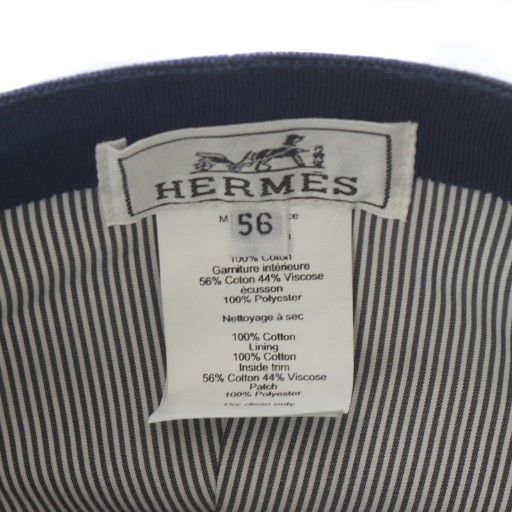 HERMES
56
100% Coton
Garniture intérieure
56% Coton 44% Viscose
écusson
100% Polyester
Nettoyage à sec
100% Cotton
Lining
100% Cotton
Inside trim
56% Cotton 44% Viscose
Patch
100% Polyester
Dry clean only